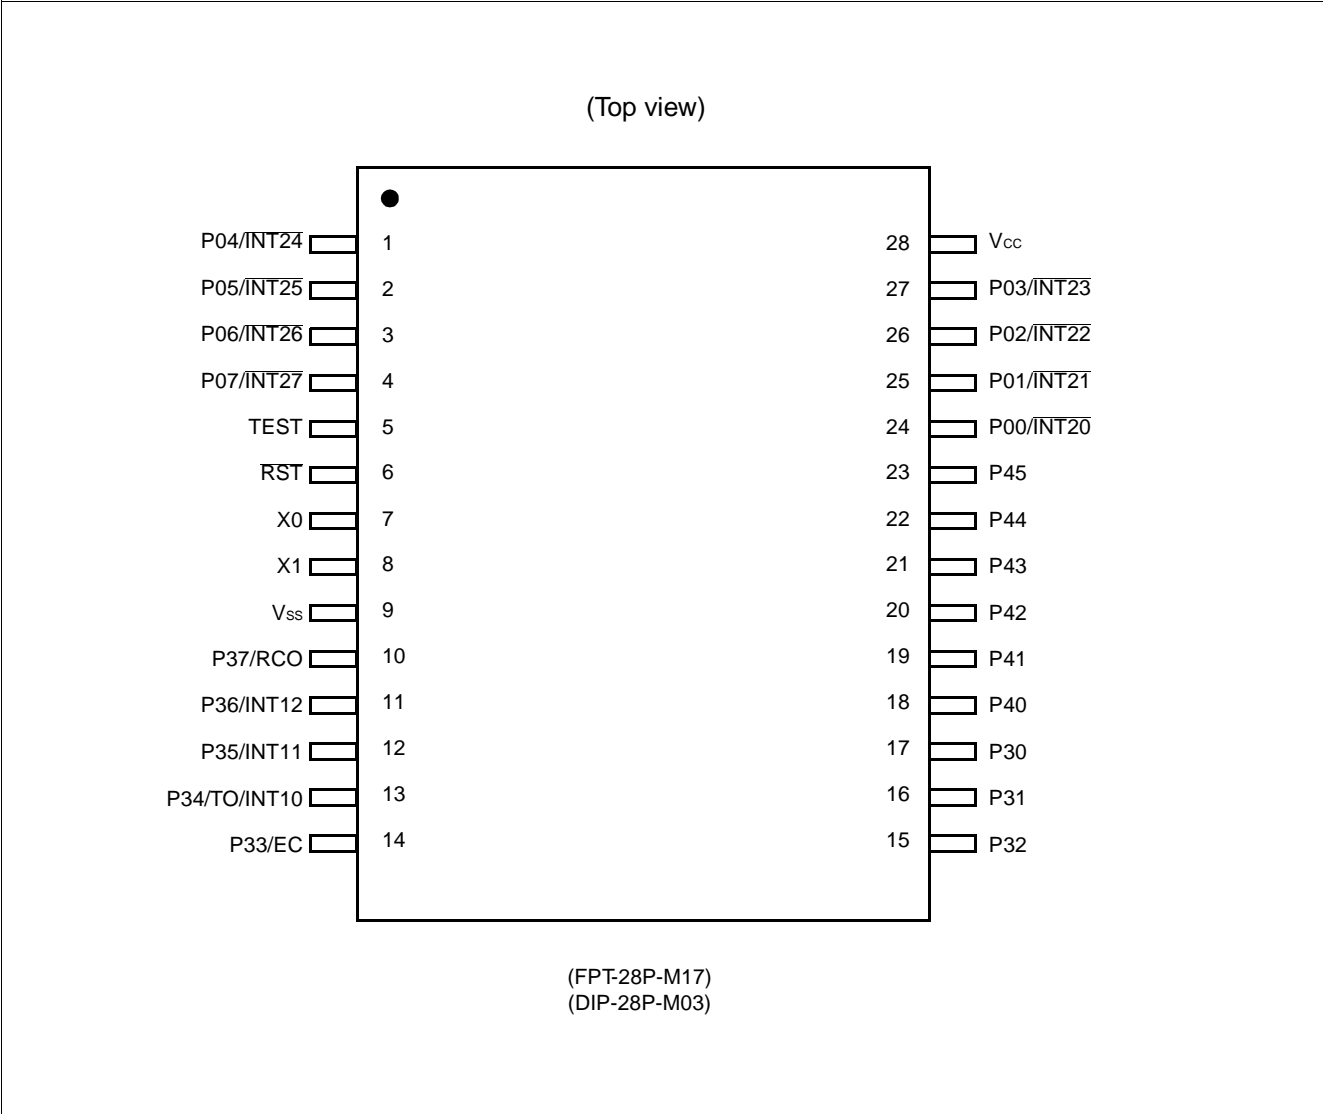 (Top view)
P04/INT24 1 28 Vcc
P05/INT25 2 27 P03/INT23
P06/INT26 3 26 P02/INT22
P07/INT27 4 25 P01/INT21
TEST 5 24 P00/INT20
RST 6 23 P45
X0 7 22 P44
X1 8 21 P43
Vss 9 20 P42
P37/RCO 10 19 P41
P36/INT12 11 18 P40
P35/INT11 12 17 P30
P34/TO/INT10 13 16 P31
P33/EC 14 15 P32
(FPT-28P-M17)
(DIP-28P-M03)